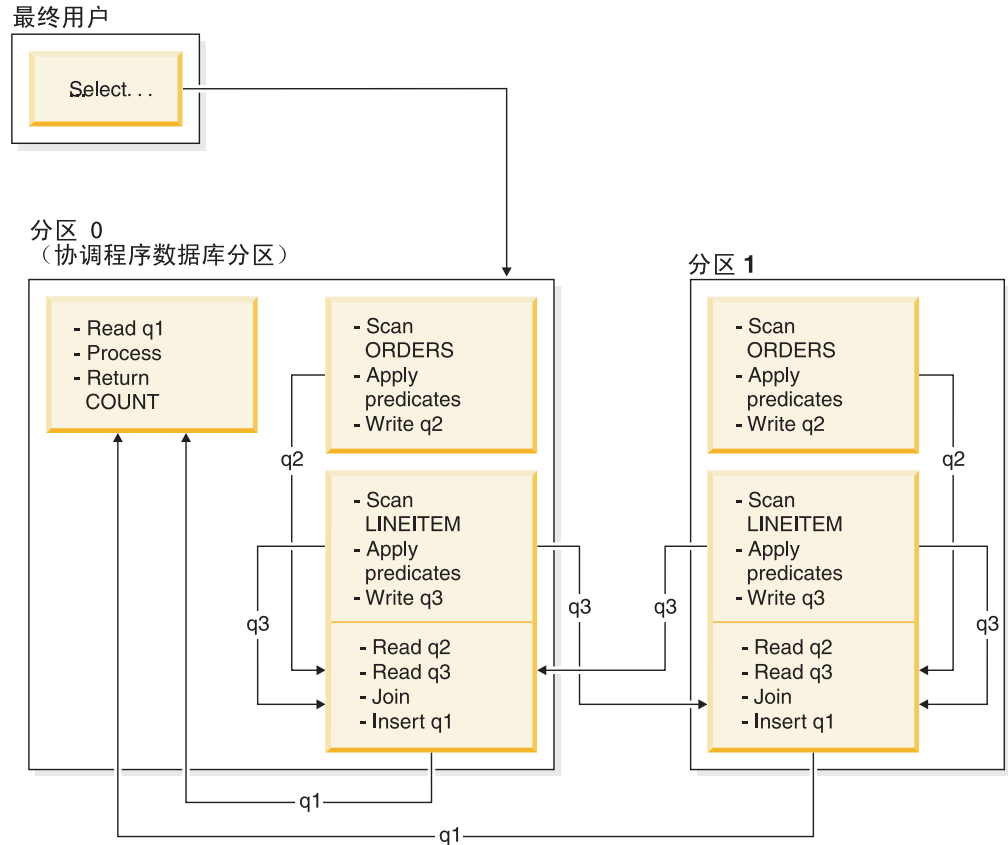 最终用户
Select. . .
分区 0
（协调程序数据库分区）
- Read q1
- Process
- Return
COUNT
- Scan
ORDERS
- Apply
predicates
- Write q2
q2
- Scan
LINEITEM
- Apply
predicates
- Write q3
q3
q3
- Read q2
- Read q3
- Join
- Insert q1
分区 1
- Scan
ORDERS
- Apply
predicates
- Write q2
q2
- Scan
LINEITEM
- Apply
predicates
- Write q3
q3
q3
- Read q2
- Read q3
- Join
- Insert q1
q1
q1